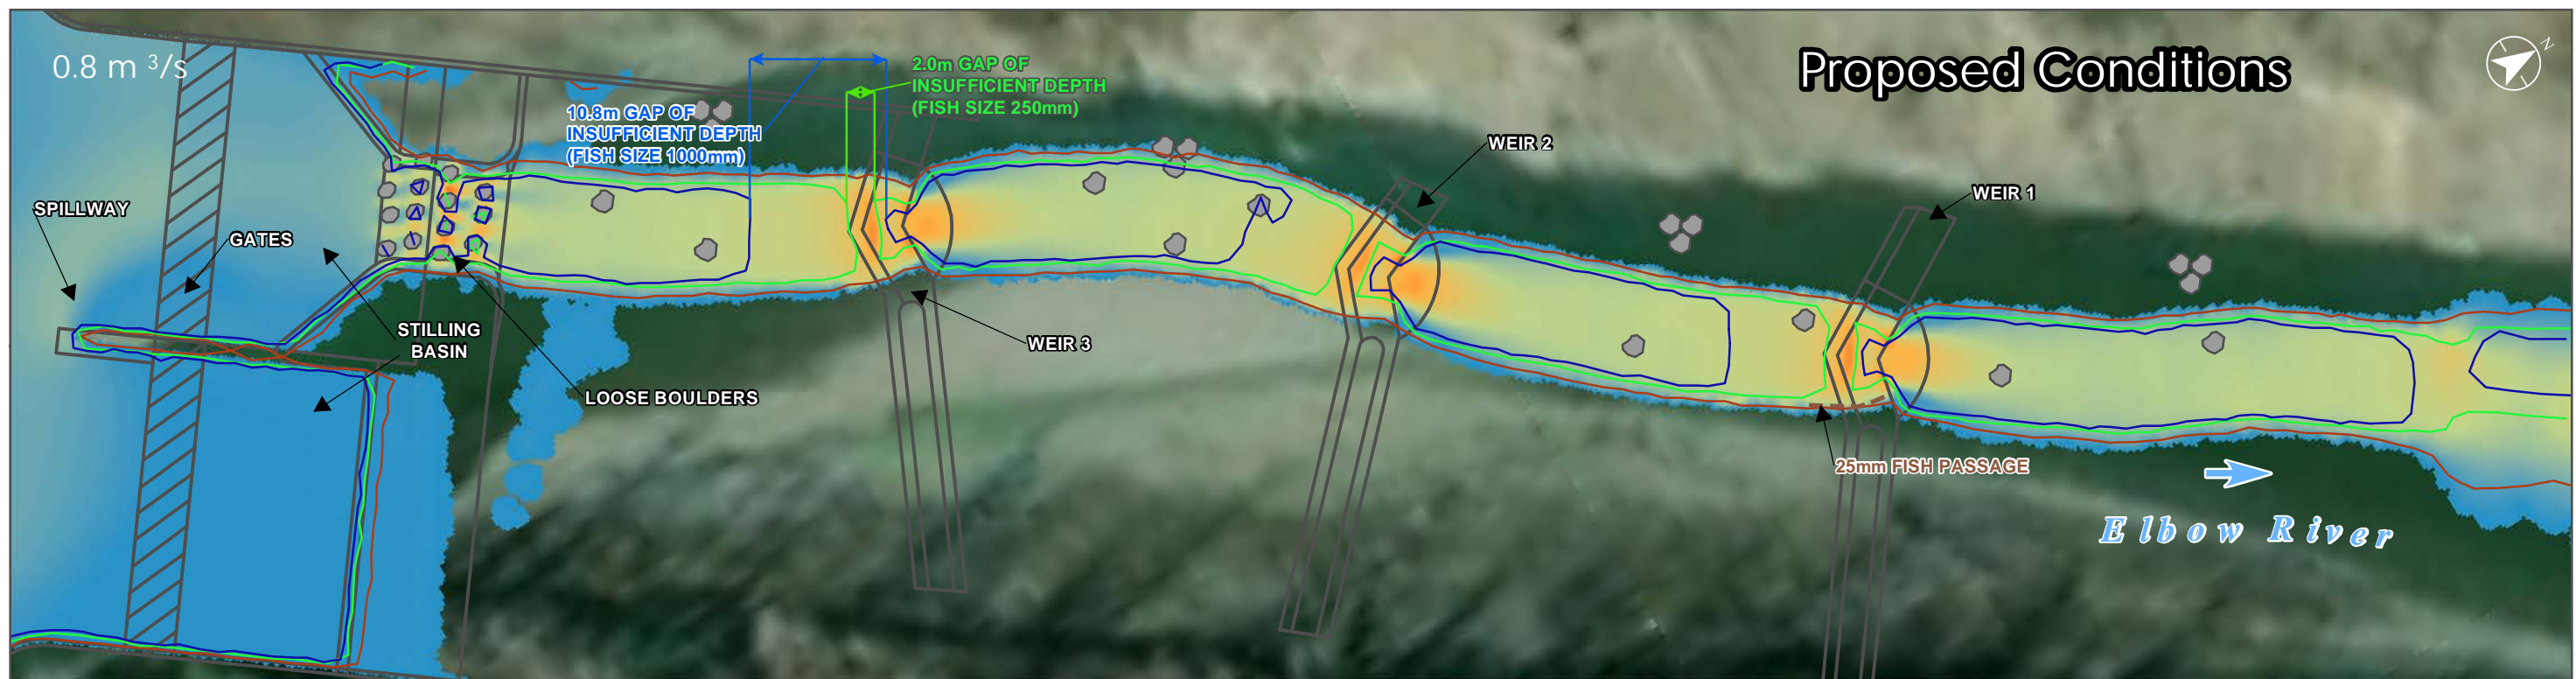 0.8 m ³/s
Proposed Conditions
N
2.0m GAP OF
INSUFFICIENT DEPTH
(FISH SIZE 250mm)
10.8m GAP OF
INSUFFICIENT DEPTH
(FISH SIZE 1000mm)
WEIR 2
WEIR 1
SPILLWAY
GATES
STILLING
BASIN
WEIR 3
LOOSE BOULDERS
25mm FISH PASSAGE
Elbow River